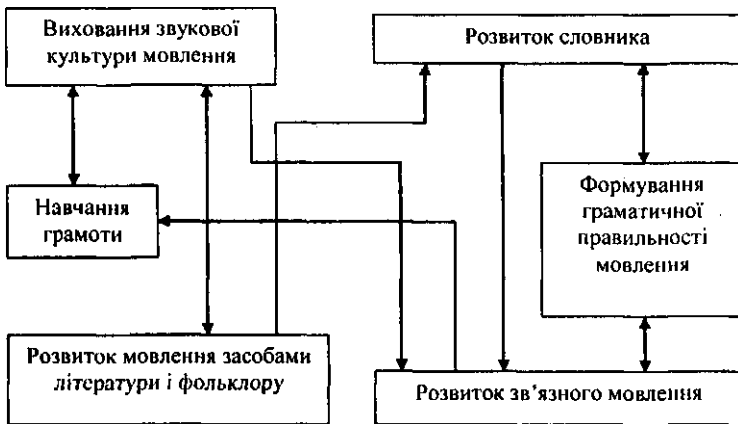 Виховання звукової
культури мовлення
Розвиток словника
Навчання
грамоти
Формування
граматичної
правильності
мовлення
Розвиток мовлення засобами
літератури і фольклору
Розвиток зв'язного мовлення